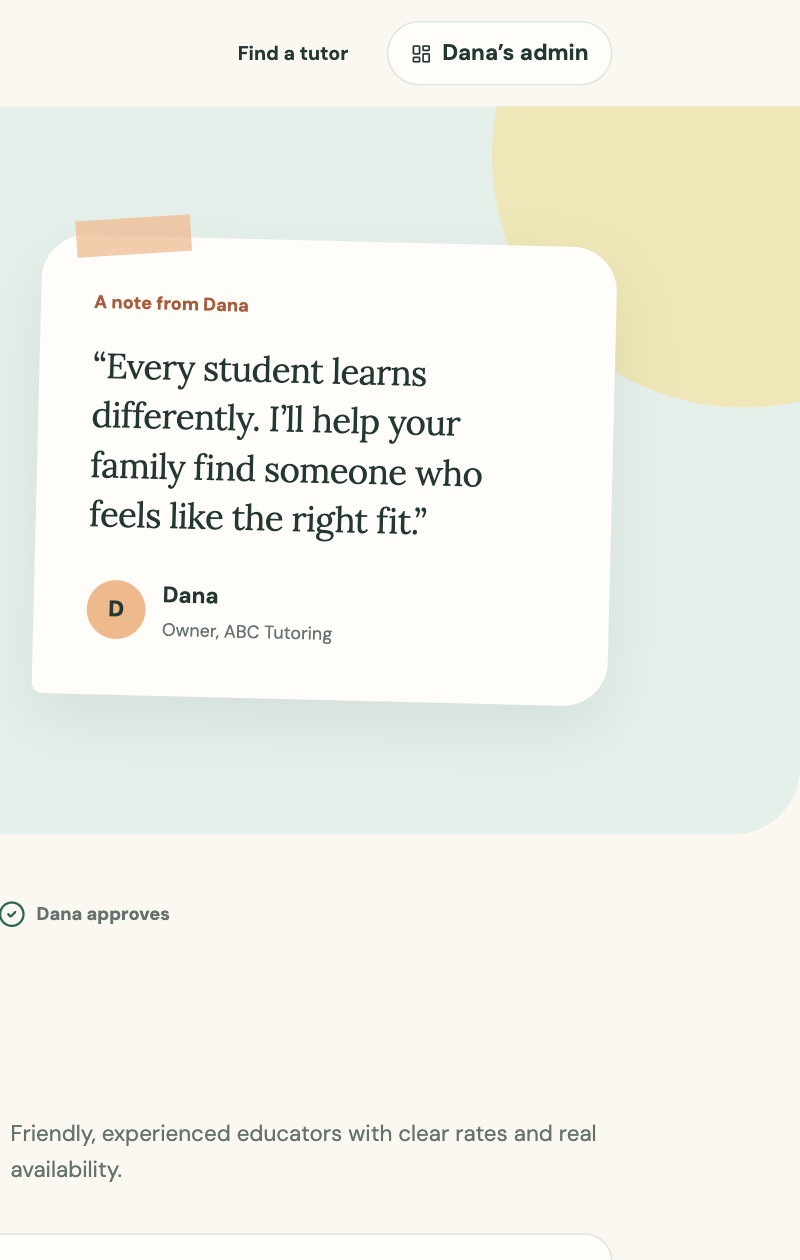 Find a tutor
Dana’s admin
A note from Dana
“Every student learns
differently. I’ll help your
family find someone who
feels like the right fit.”
D
Dana
Owner, ABC Tutoring
Dana approves
Friendly, experienced educators with clear rates and real
availability.